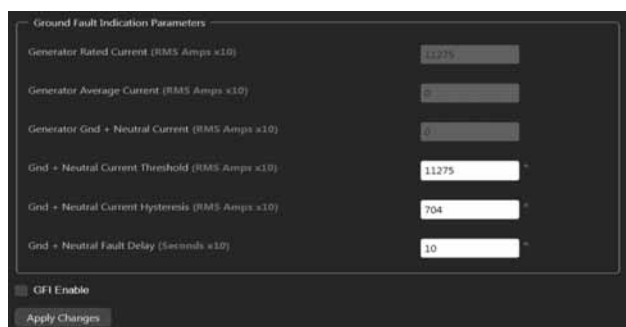 Ground Fault Indication Parameters
Generator Rated Current (RMS Amps x10) 11275
Generator Average Current (RMS Amps x10) 0
Generator Gnd + Neutral Current (RMS Amps x10) 0
Gnd + Neutral Current Threshold (RMS Amps x10) 11275 *
Gnd + Neutral Current Hysteresis (RMS Amps x10) 704 *
Gnd + Neutral Fault Delay (Seconds x10) 10 *
GFI Enable
Apply Changes